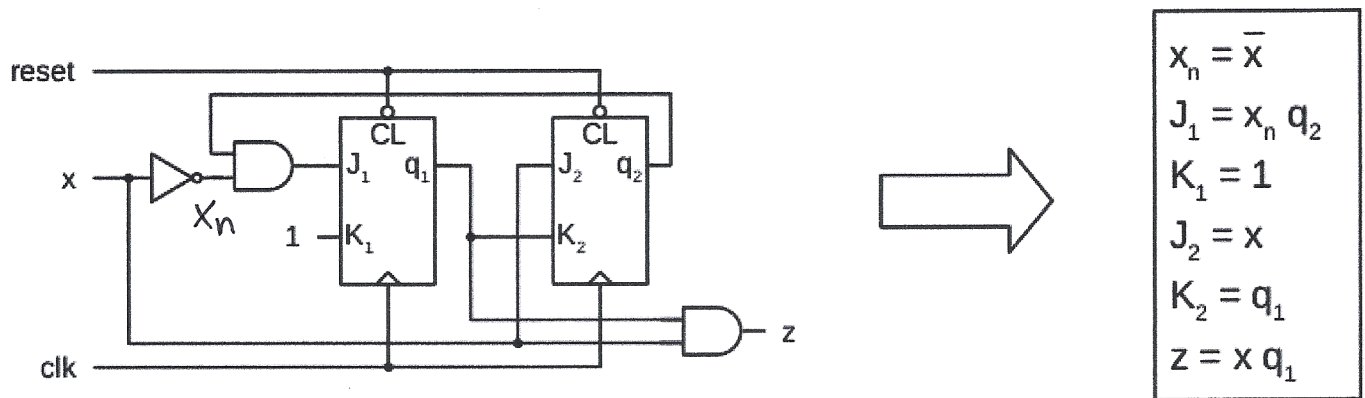 reset
CL
CL
J₁ q₁
J₂ q₂
x
xₙ
1 K₁
K₂
z
clk
xₙ = x̅
J₁ = xₙ q₂
K₁ = 1
J₂ = x
K₂ = q₁
z = x q₁